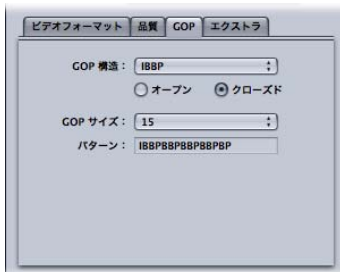 ビデオフォーマット 品質 GOP エクストラ
GOP 構造： IBBP
オープン クローズド
GOP サイズ： 15
パターン： IBBPBBPBBPBBPBP